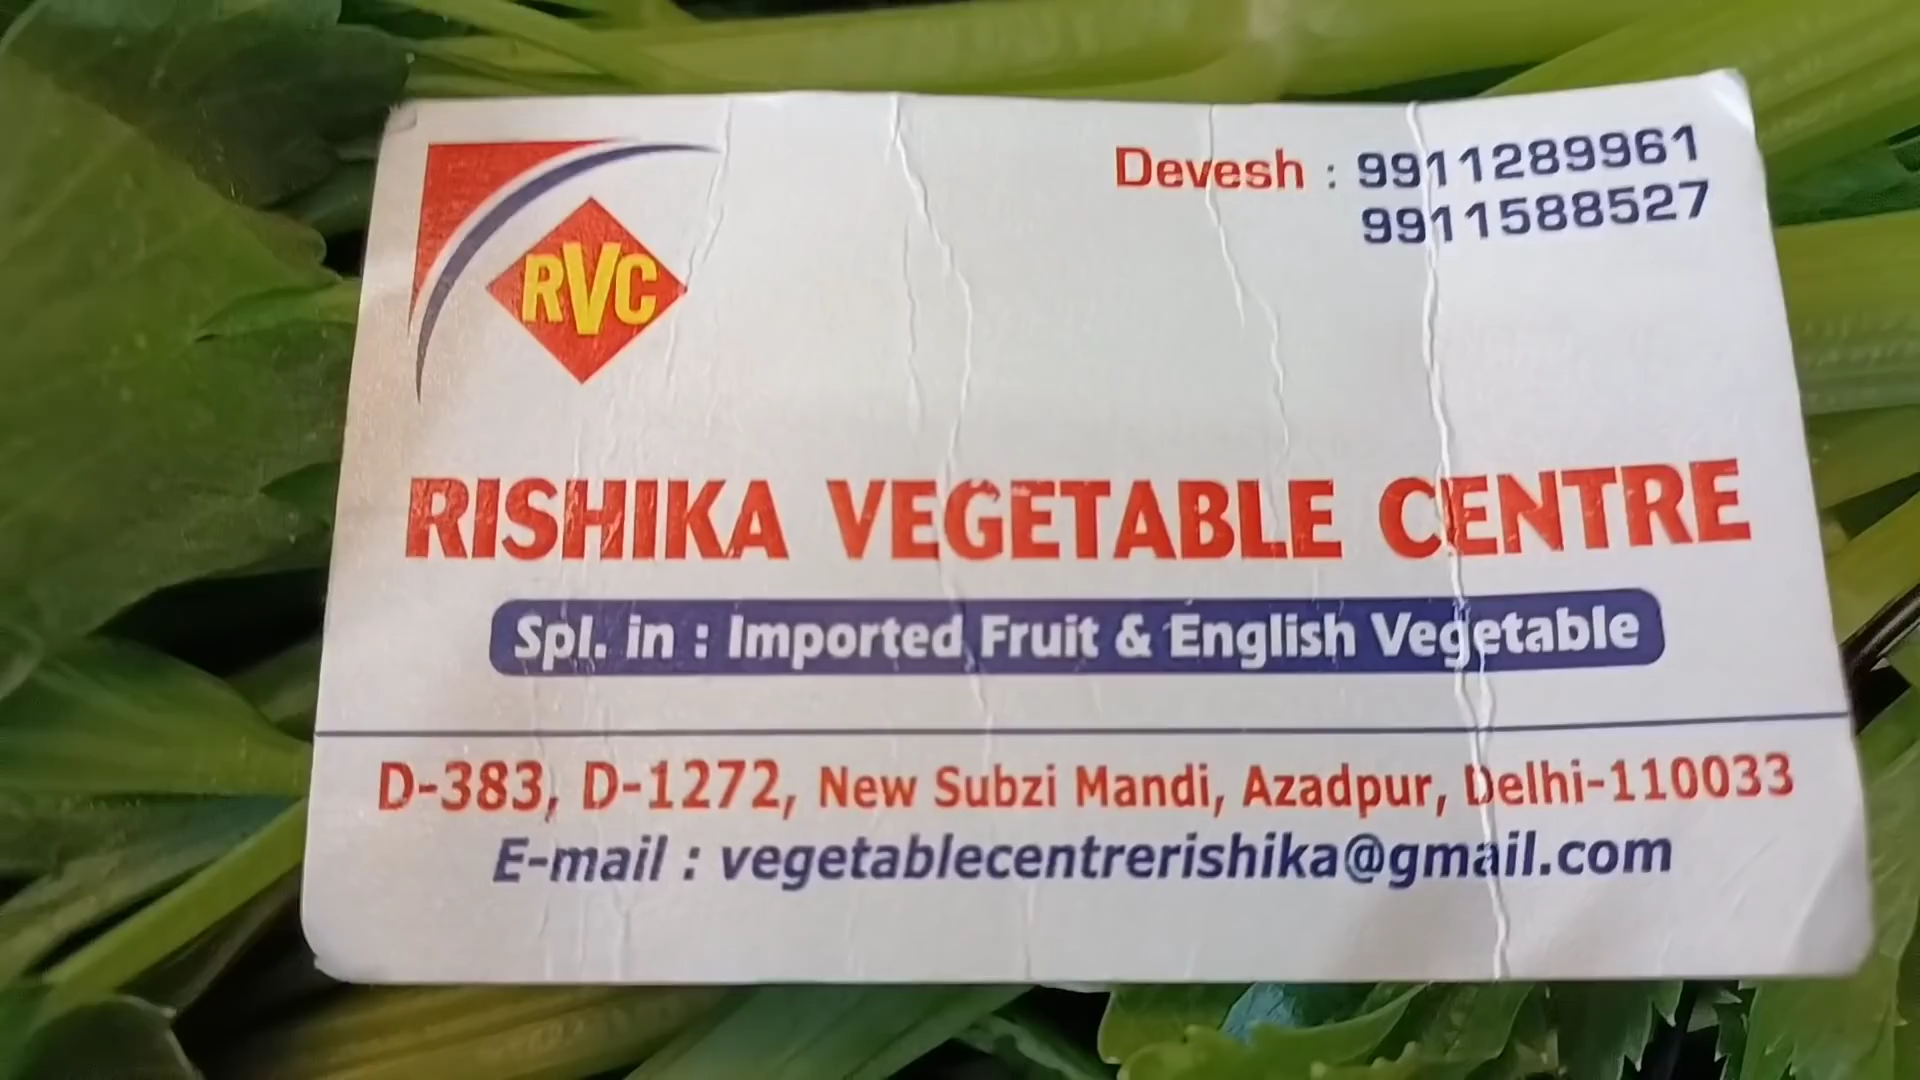 RVC
Devesh : 9911289961
9911588527
RISHIKA VEGETABLE CENTRE
Spl. in : Imported Fruit & English Vegetable
D-383, D-1272, New Subzi Mandi, Azadpur, Delhi-110033
E-mail : vegetablecentrerishika@gmail.com